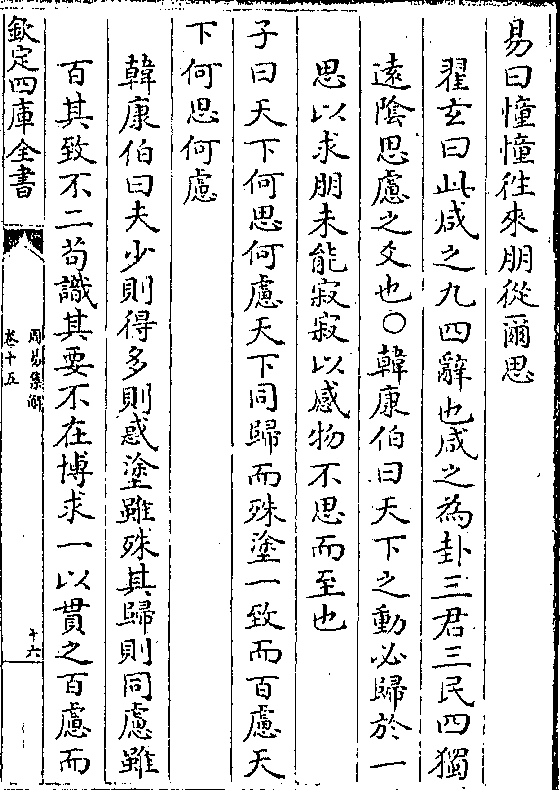 易曰憧憧徃來朋從爾思
翟玄曰此咸之九四辭也咸之為卦三君三民四獨
遠陰思慮之爻也○韓康伯曰天下之動必歸於一
思以求朋未能寂寂以感物不思而至也
子曰天下何思何慮天下同歸而殊塗一致而百慮天
下何思何慮
韓康伯曰夫少則得多則惑塗雖殊其歸則同慮雖
百其致不二苟識其要不在博求一以貫之百慮而
欽定四庫全書
周易集解
卷十五
十六